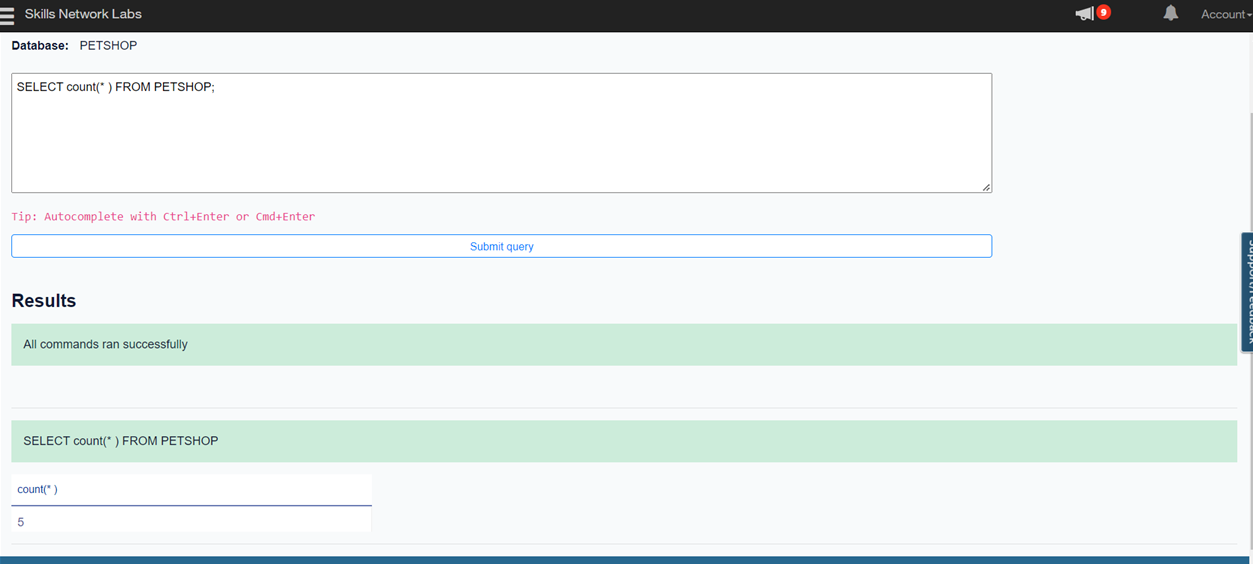 Skills Network Labs
9
Account
Database: PETSHOP
SELECT count(* ) FROM PETSHOP;
Tip: Autocomplete with Ctrl+Enter or Cmd+Enter
Submit query
Support/Feedback
Results
All commands ran successfully
SELECT count(* ) FROM PETSHOP
count(* )
5